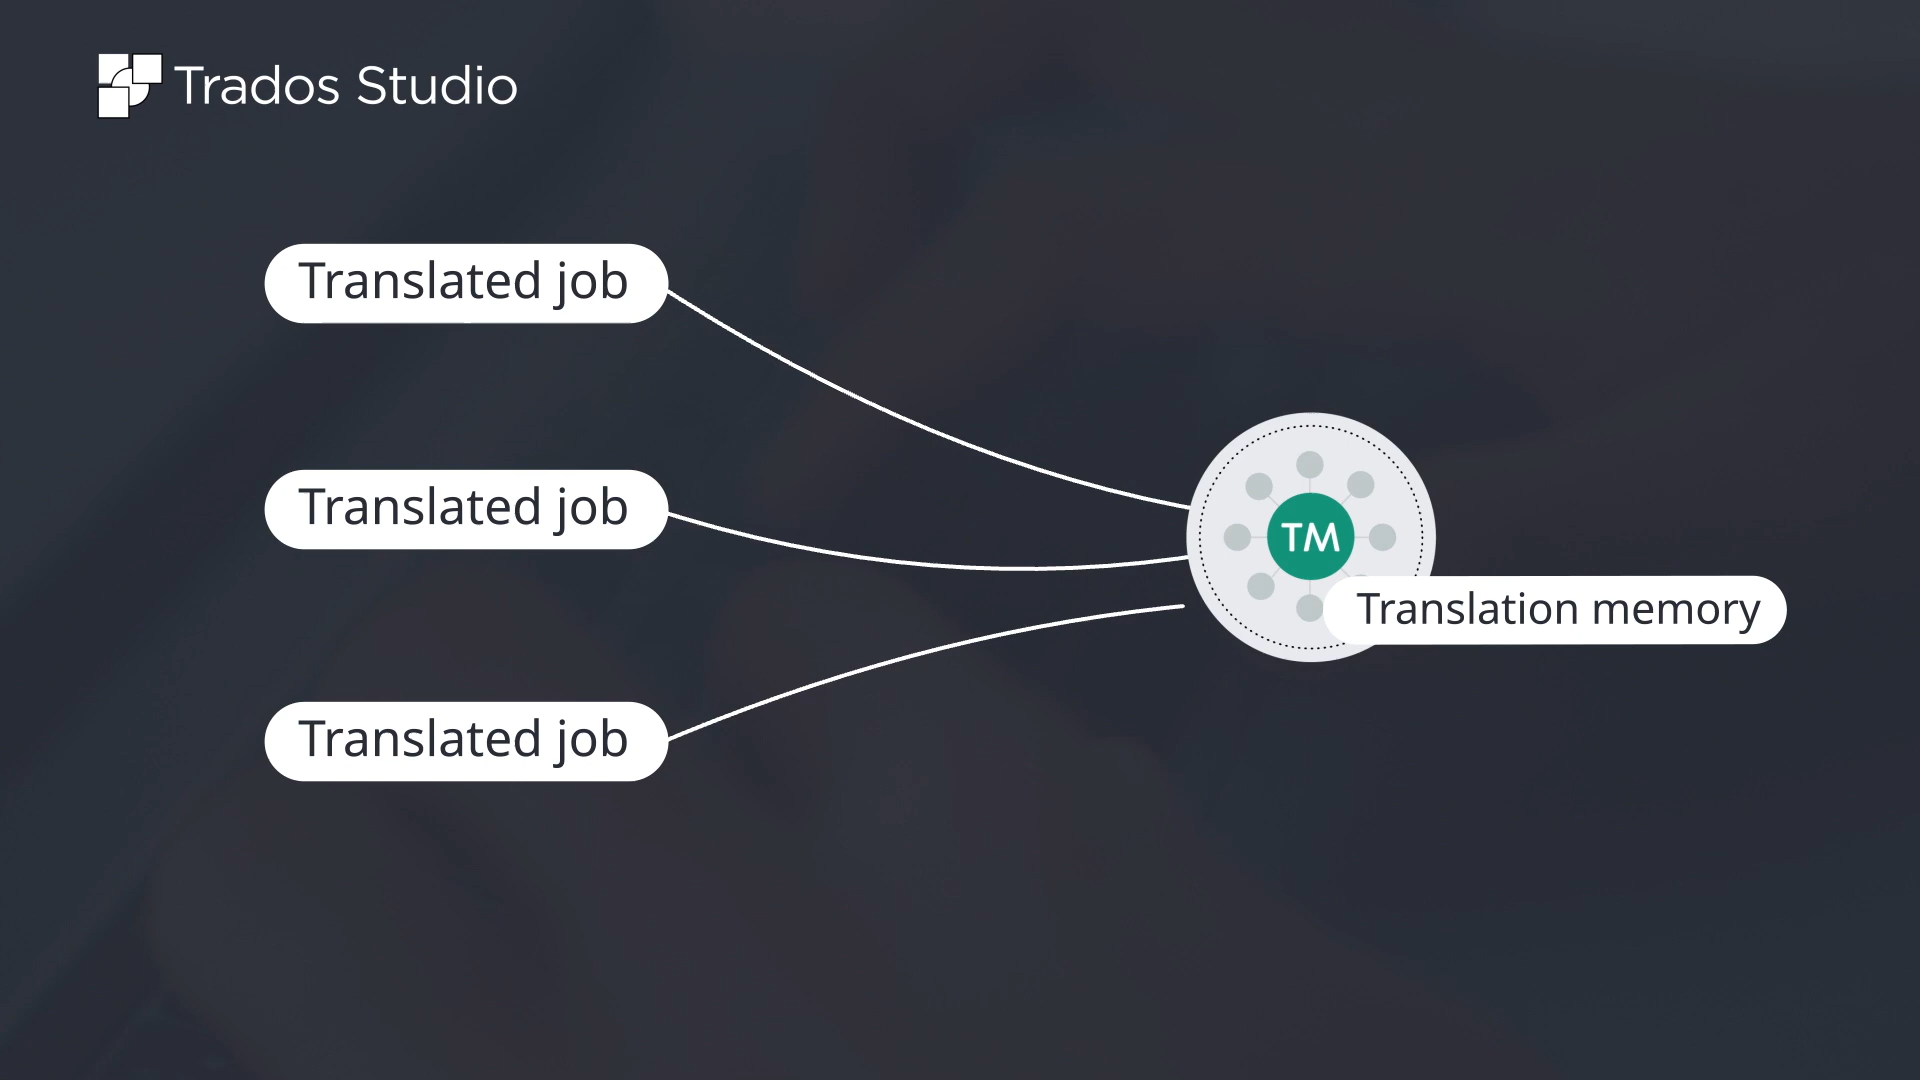 Trados Studio
Translated job
Translated job
TM
Translation memory
Translated job